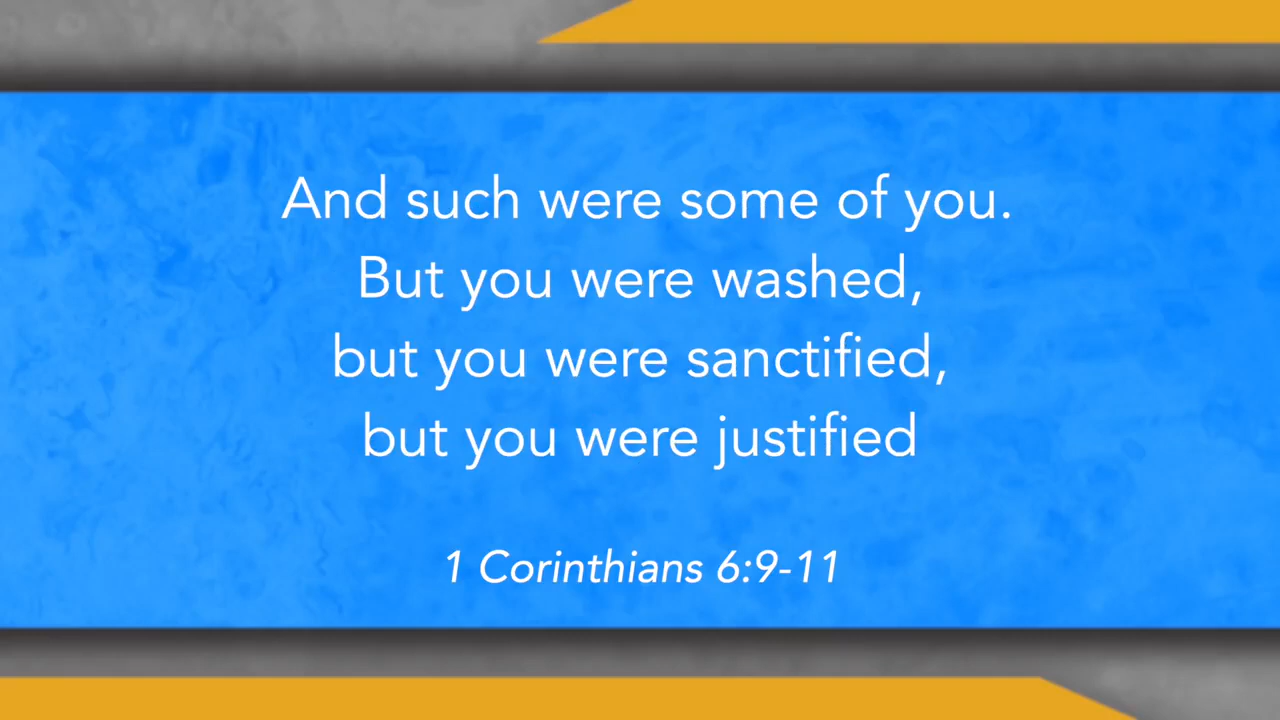 And such were some of you.
But you were washed,
but you were sanctified,
but you were justified
1 Corinthians 6:9-11